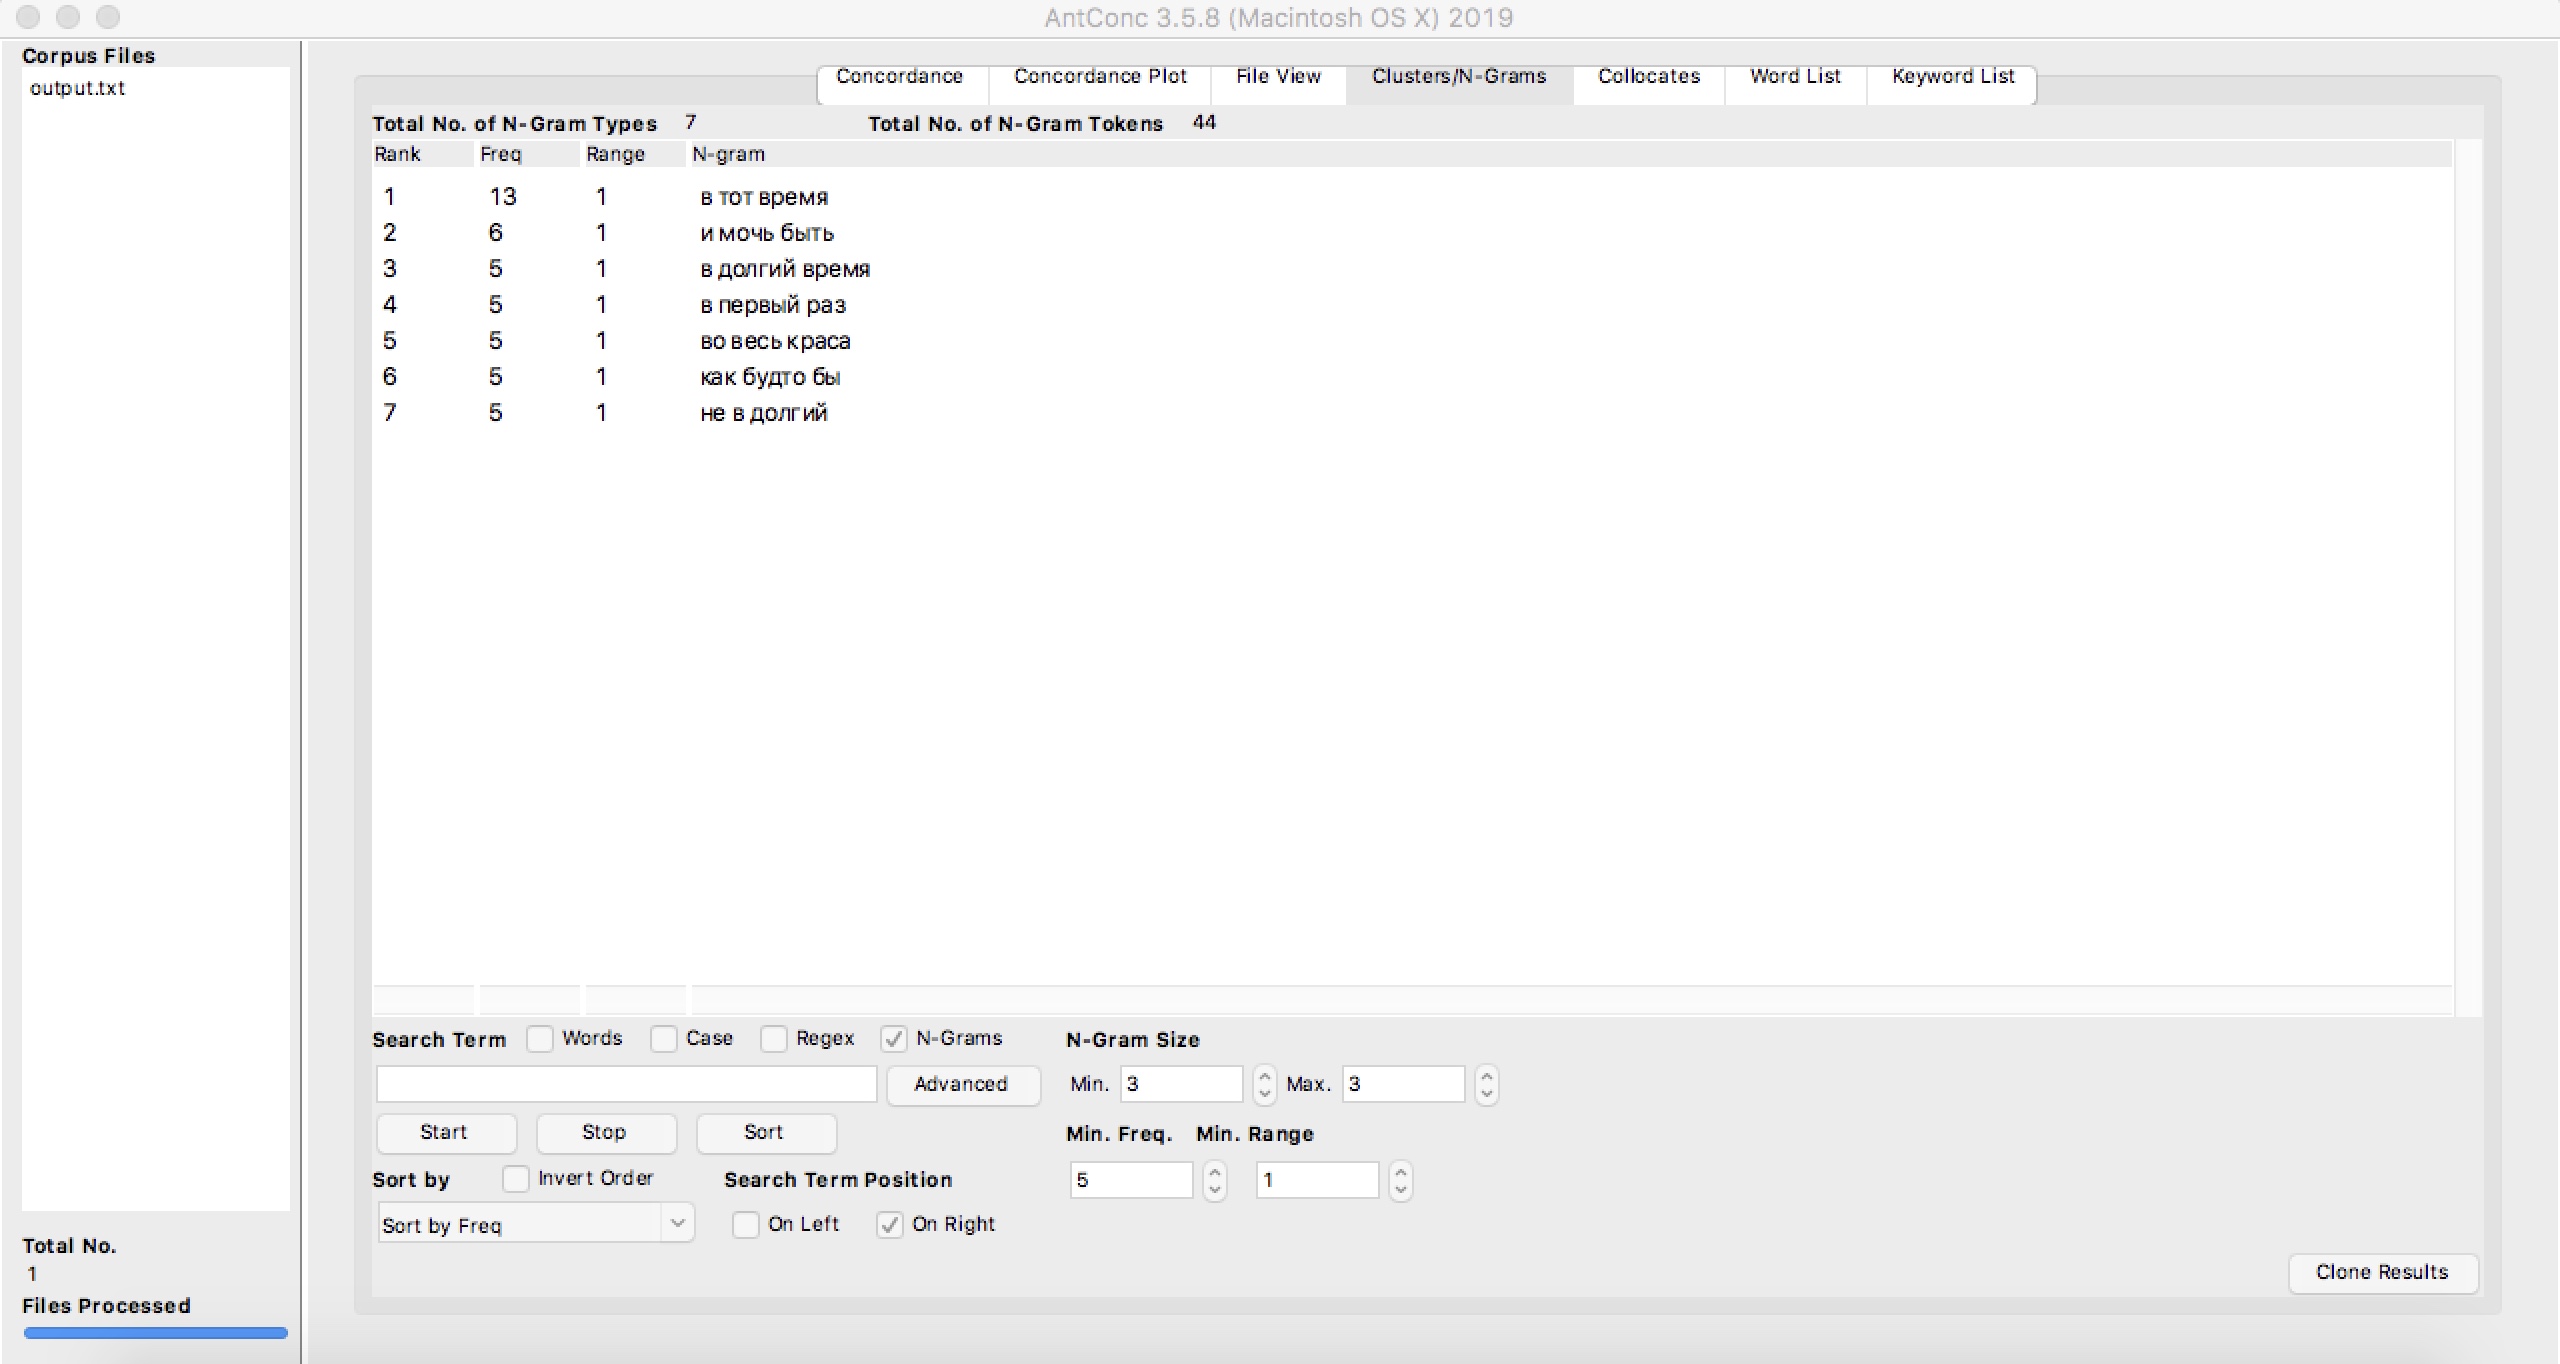 AntConc 3.5.8 (Macintosh OS X) 2019
Corpus Files
output.txt
Concordance Concordance Plot File View Clusters/N-Grams Collocates Word List Keyword List
Total No. of N-Gram Types 7 Total No. of N-Gram Tokens 44
Rank Freq Range N-gram
1 13 1 в тот время
2 6 1 и мочь быть
3 5 1 в долгий время
4 5 1 в первый раз
5 5 1 во весь краса
6 5 1 как будто бы
7 5 1 не в долгий
Search Term Words Case Regex N-Grams N-Gram Size
Advanced Min. 3 Max. 3
Start Stop Sort Min. Freq. Min. Range
Sort by Invert Order Search Term Position 5 1
Sort by Freq On Left On Right
Total No.
1
Files Processed
Clone Results